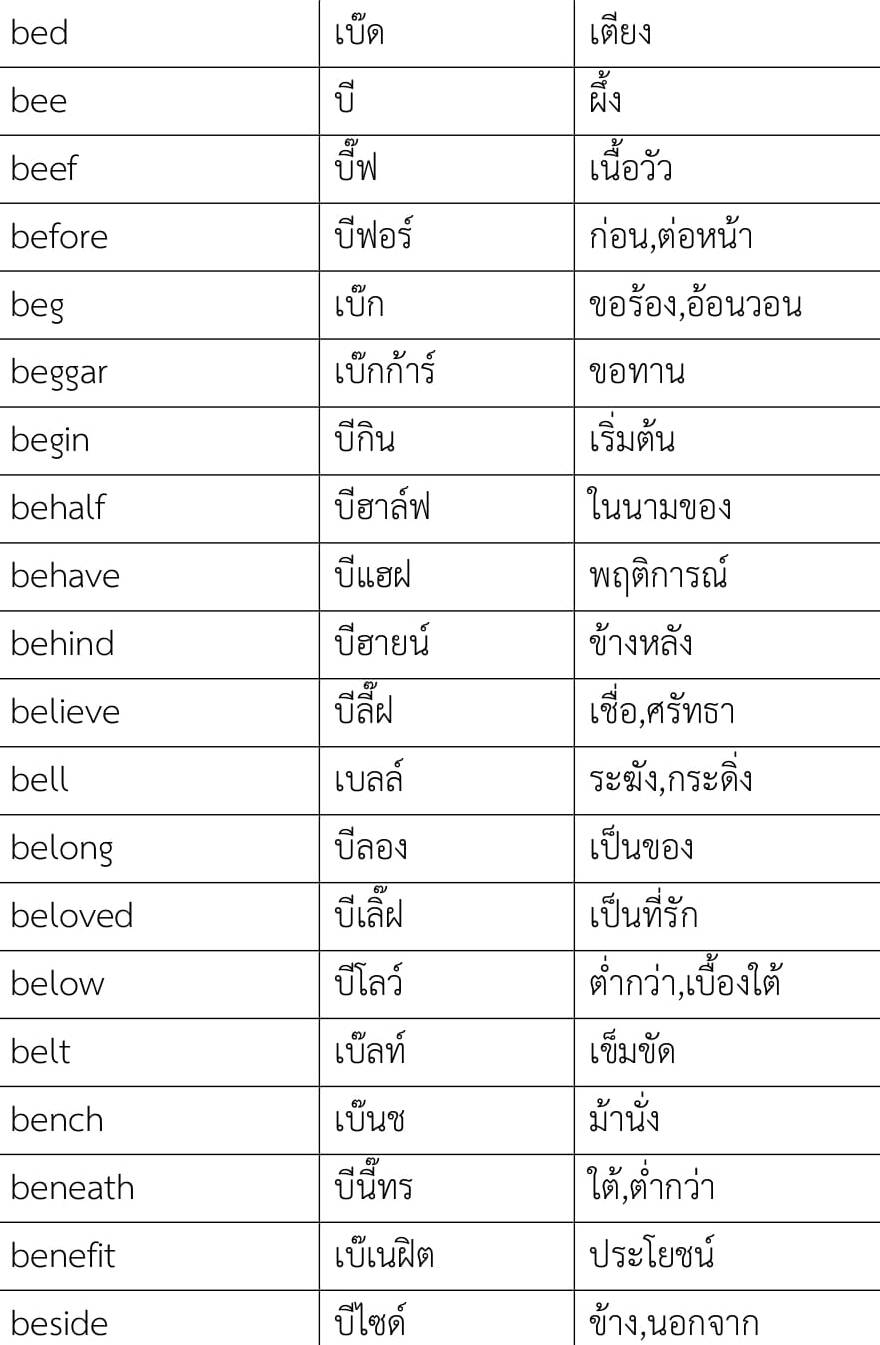 bed เบ๊ด เตียง
bee บี ผึ้ง
beef บี๊ฟ เนื้อวัว
before บีฟอร์ ก่อน,ต่อหน้า
beg เบ๊ก ขอร้อง,อ้อนวอน
beggar เบ๊กก้าร์ ขอทาน
begin บีกิน เริ่มต้น
behalf บีฮาล์ฟ ในนามของ
behave บีแฮฝ พฤติการณ์
behind บีฮายน์ ข้างหลัง
believe บีลี๊ฝ เชื่อ,ศรัทธา
bell เบลล์ ระฆัง,กระดิ่ง
belong บีลอง เป็นของ
beloved บีเลิ๊ฝ เป็นที่รัก
below บีโลว์ ต่ำกว่า,เบื้องใต้
belt เบ๊ลท์ เข็มขัด
bench เบ๊นช ม้านั่ง
beneath บีนี๊ทร ใต้,ต่ำกว่า
benefit เบ๊เนฝิต ประโยชน์
beside บีไซด์ ข้าง,นอกจาก